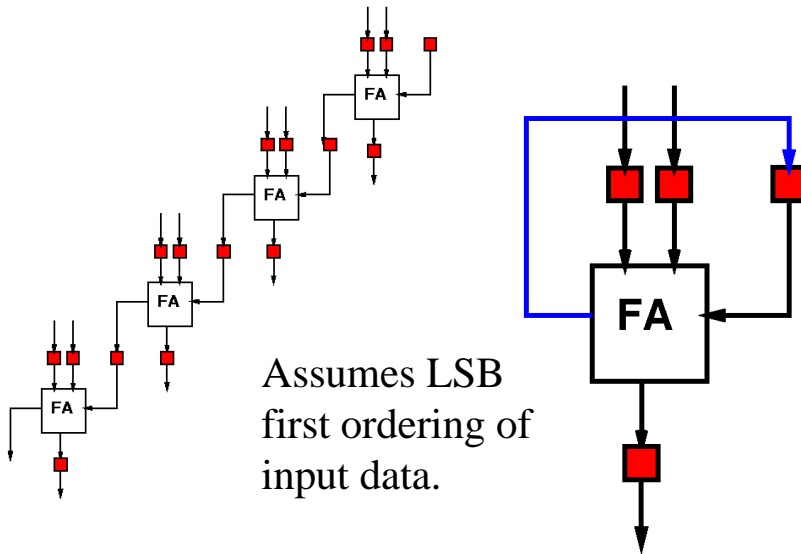 FA
FA
FA
FA
FA
Assumes LSB
first ordering of
input data.